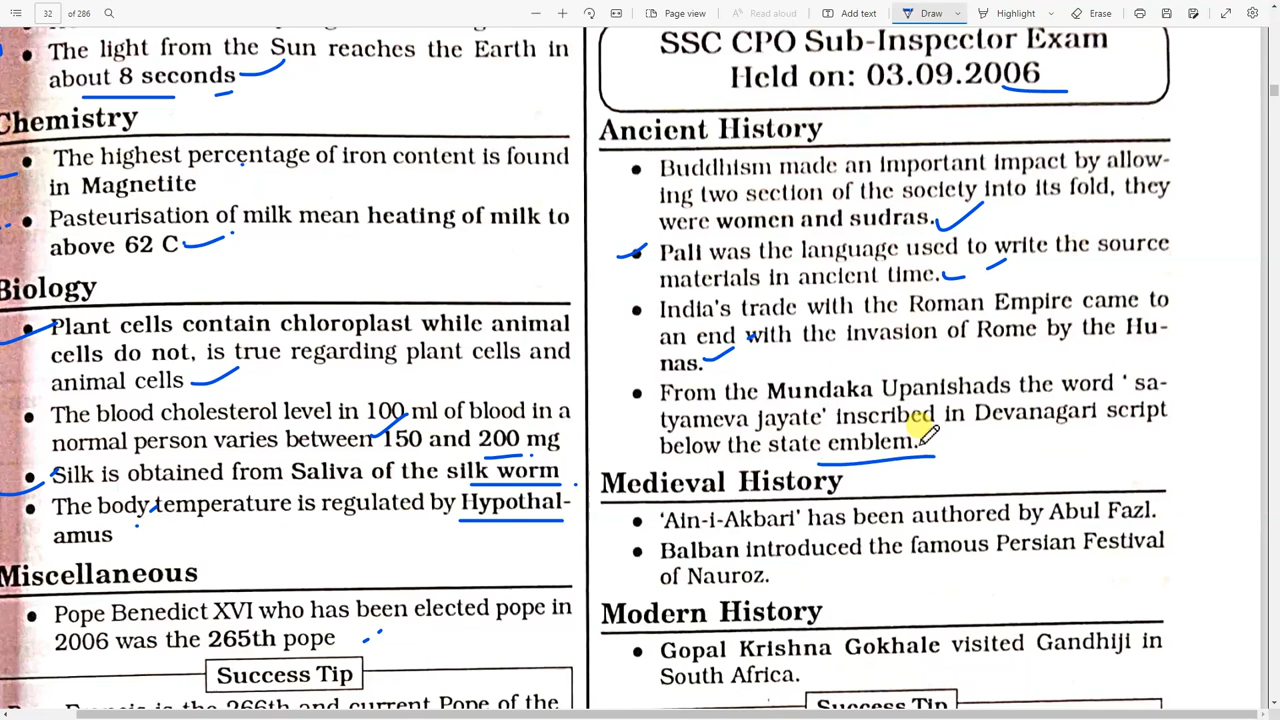 32
of 286
Page view
Read aloud
Add text
Draw
Highlight
Erase
The light from the Sun reaches the Earth in
about 8 seconds
Chemistry
The highest percentage of iron content is found
in Magnetite
Pasteurisation of milk mean heating of milk to
above 62 C
Biology
Plant cells contain chloroplast while animal
cells do not, is true regarding plant cells and
animal cells
The blood cholesterol level in 100 ml of blood in a
normal person varies between 150 and 200 mg
Silk is obtained from Saliva of the silk worm
The body temperature is regulated by Hypothal-
amus
Miscellaneous
Pope Benedict XVI who has been elected pope in
2006 was the 265th pope
Success Tip
is the 266th and current Pope of the
SSC CPO Sub-Inspector Exam
Held on: 03.09.2006
Ancient History
Buddhism made an important impact by allow-
ing two section of the society into its fold, they
were women and sudras.
Pali was the language used to write the source
materials in ancient time.
India's trade with the Roman Empire came to
an end with the invasion of Rome by the Hu-
nas.
From the Mundaka Upanishads the word ' sa-
tyameva jayate' inscribed in Devanagari script
below the state emblem.
Medieval History
'Ain-i-Akbari' has been authored by Abul Fazl.
Balban introduced the famous Persian Festival
of Nauroz.
Modern History
Gopal Krishna Gokhale visited Gandhiji in
South Africa.
Success Tip